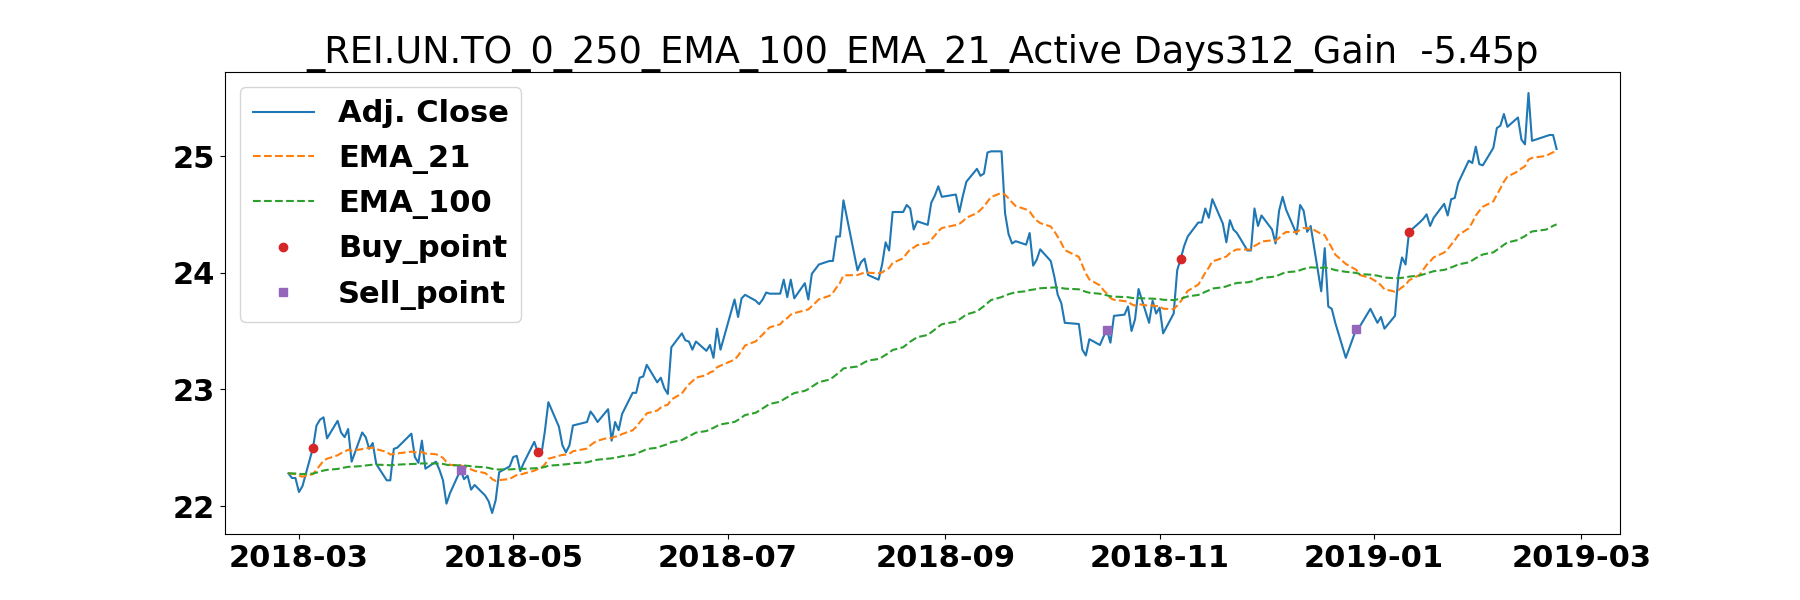 _REI.UN.TO_0_250_EMA_100_EMA_21_Active Days312_Gain  -5.45p
Adj. Close
EMA_21
EMA_100
Buy_point
Sell_point
25
24
23
22
2018-03 2018-05 2018-07 2018-09 2018-11 2019-01 2019-03